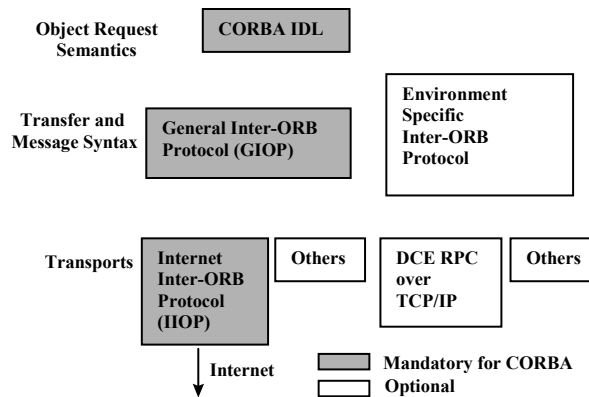 Object Request
Semantics
CORBA IDL
Transfer and
Message Syntax
General Inter-ORB
Protocol (GIOP)
Environment
Specific
Inter-ORB
Protocol
Transports
Internet
Inter-ORB
Protocol
(IIOP)
Others
DCE RPC
over
TCP/IP
Others
Internet
Mandatory for CORBA
Optional